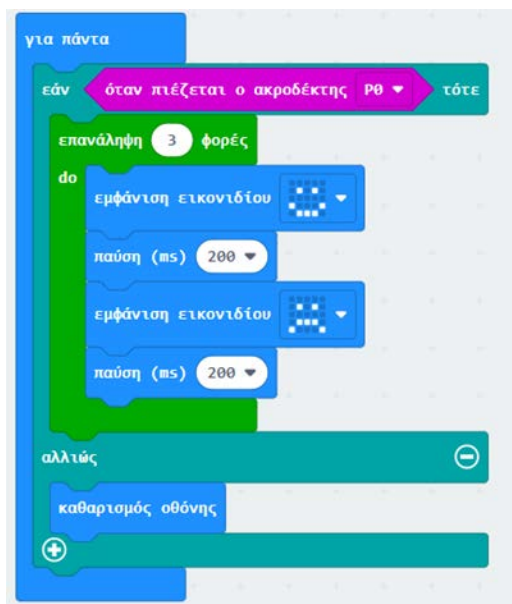 για πάντα
εάν όταν πιέζεται ο ακροδέκτης P0 τότε
επανάληψη 3 φορές
do
εμφάνιση εικονιδίου
παύση (ms) 200
εμφάνιση εικονιδίου
παύση (ms) 200
αλλιώς
καθαρισμός οθόνης